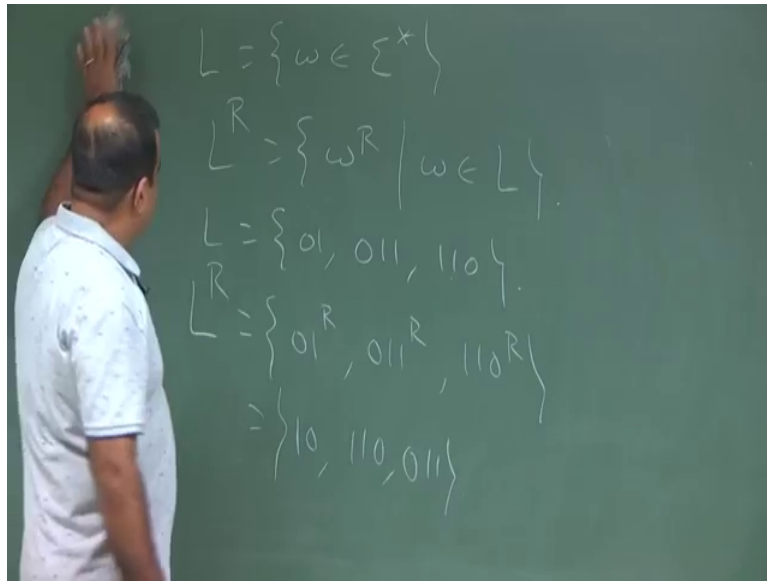 L = {ω ∈ Σ*}
L^R = {ω^R | ω ∈ L}.
L = {01, 011, 110}.
L^R = {01^R, 011^R, 110^R}
= {10, 110, 011}